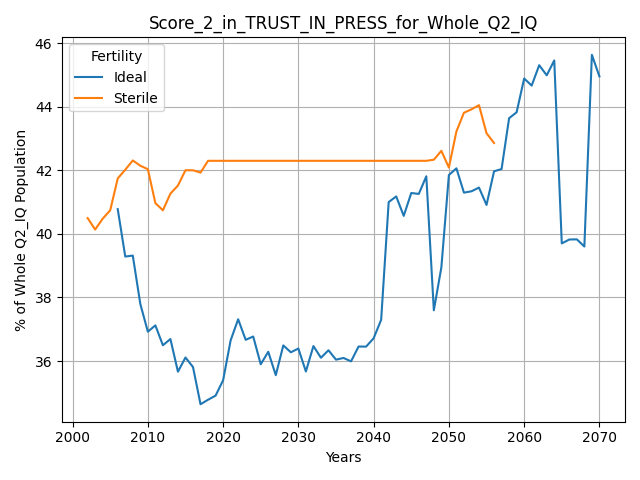 Score_2_in_TRUST_IN_PRESS_for_Whole_Q2_IQ
Fertility
Ideal
Sterile
46
44
42
40
38
36
% of Whole Q2_IQ Population
2000 2010 2020 2030 2040 2050 2060 2070
Years